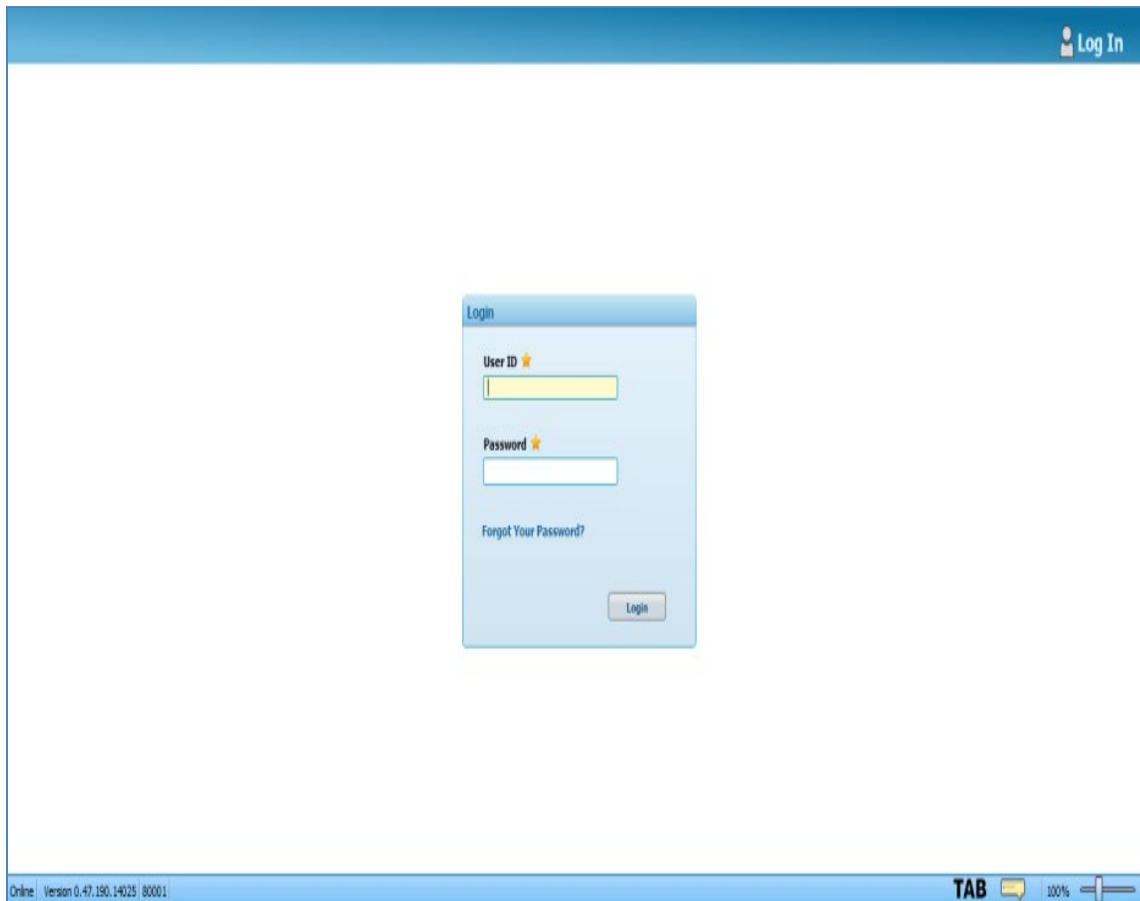 Log In
Login
User ID
Password
Forgot Your Password?
Login
Online Version 0.47.190.14025 80001 TAB 100%